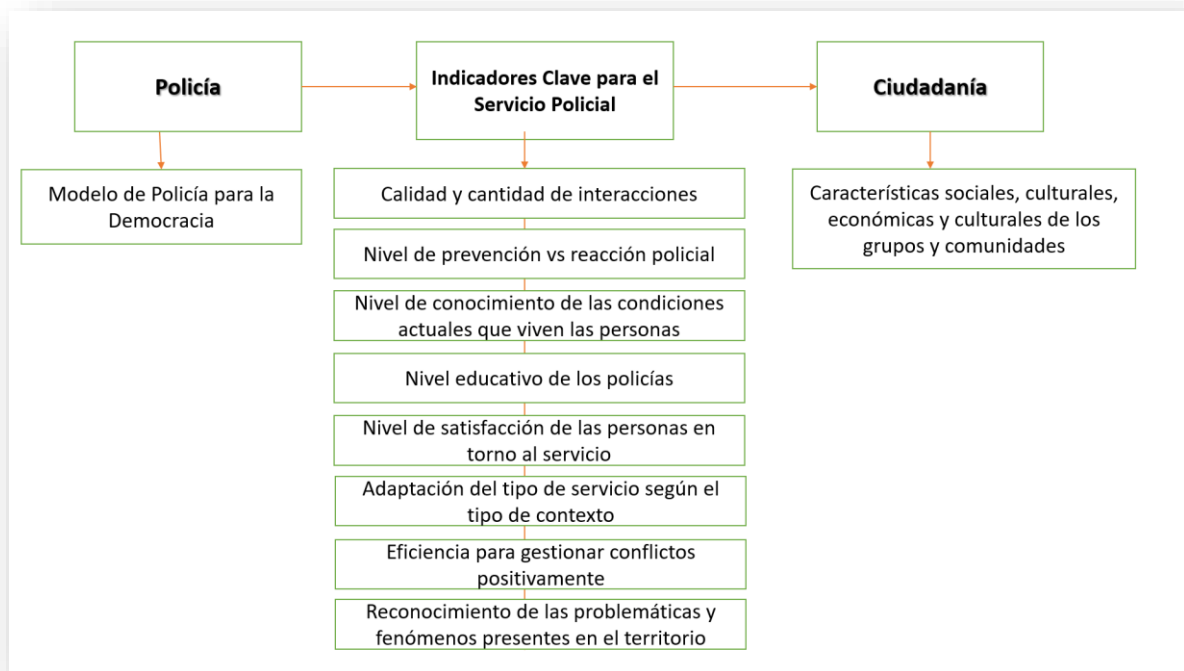 Policía
Indicadores Clave para el
Servicio Policial
Ciudadanía
Modelo de Policía para la
Democracia
Calidad y cantidad de interacciones
Nivel de prevención vs reacción policial
Nivel de conocimiento de las condiciones
actuales que viven las personas
Nivel educativo de los policías
Nivel de satisfacción de las personas en
torno al servicio
Adaptación del tipo de servicio según el
tipo de contexto
Eficiencia para gestionar conflictos
positivamente
Reconocimiento de las problemáticas y
fenómenos presentes en el territorio
Características sociales, culturales,
económicas y culturales de los
grupos y comunidades